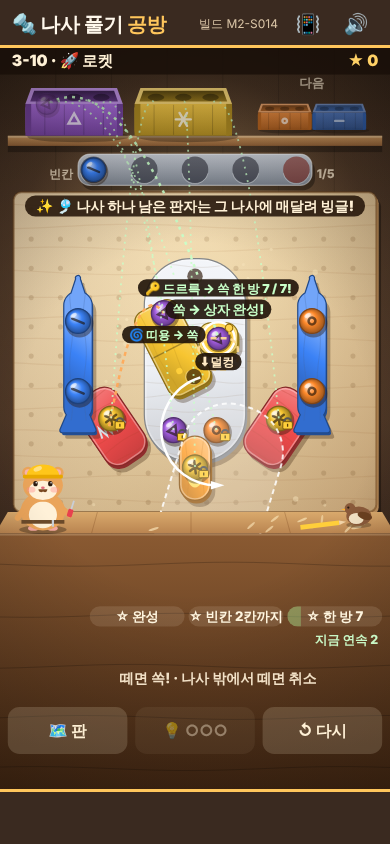 🔩 나사 풀기 공방
빌드 M2-S014
3-10 · 🚀 로켓
★ 0
다음
빈칸
1/5
✨ 🎐 나사 하나 남은 판자는 그 나사에 매달려 빙글!
🔑 드르륵 → 쏙 한 방 7 / 7!
쏙 → 상자 완성!
🌀 띠용 → 쏙
⬇덜컹
☆ 완성
☆ 빈칸 2칸까지
☆ 한 방 7
지금 연속 2
떼면 쏙! · 나사 밖에서 떼면 취소
🗺️ 판
💡 ○○○
↺ 다시